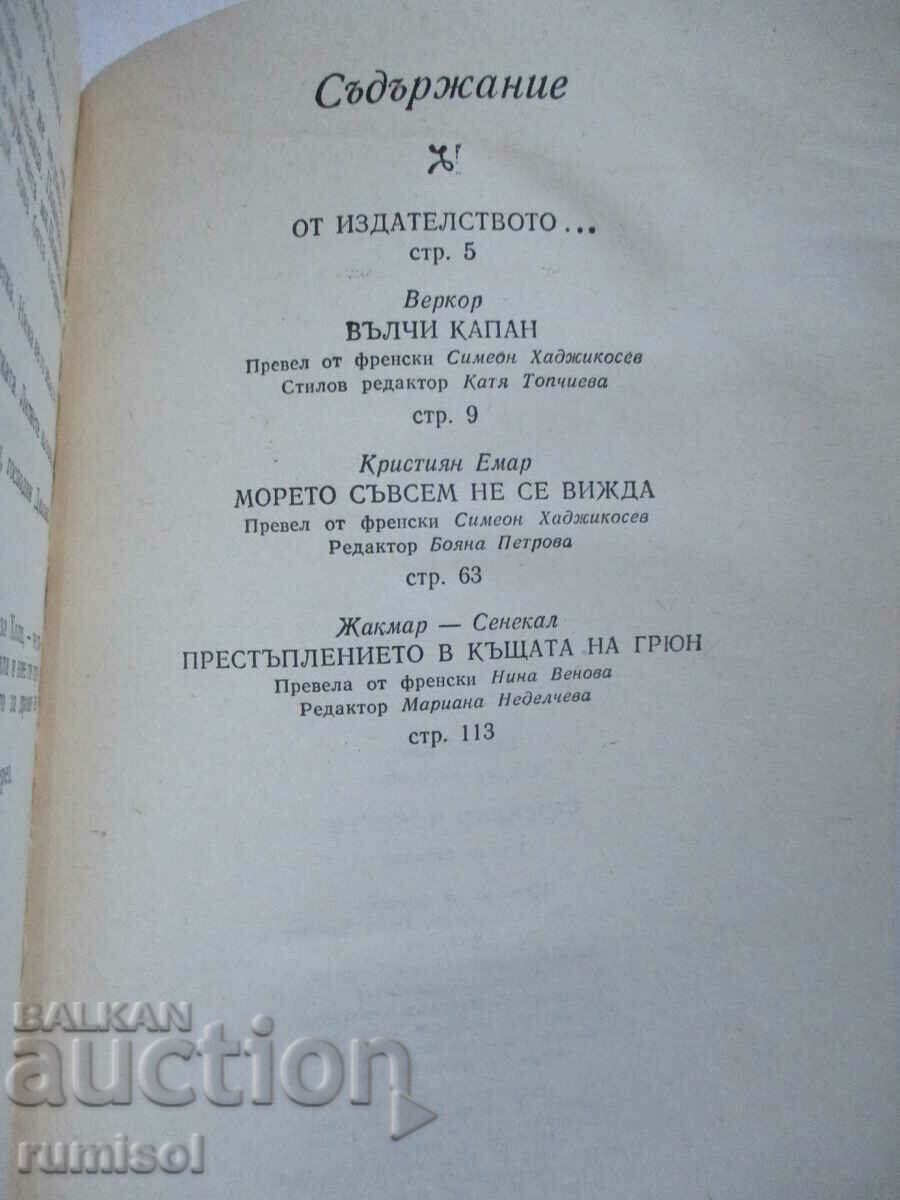 Съдържание
ОТ ИЗДАТЕЛСТВОТО...
стр. 5
Веркор
ВЪЛЧИ КАПАН
Превел от френски Симеон Хаджикосев
Стилов редактор Катя Топчиева
стр. 9
Кристиян Емар
МОРЕТО СЪВСЕМ НЕ СЕ ВИЖДА
Превел от френски Симеон Хаджикосев
Редактор Бояна Петрова
стр. 63
Жакмар — Сенекал
ПРЕСТЪПЛЕНИЕТО В КЪЩАТА НА ГРЮН
Превела от френски Нина Венова
Редактор Мариана Неделчева
стр. 113
BALKAN
auction
rumisol